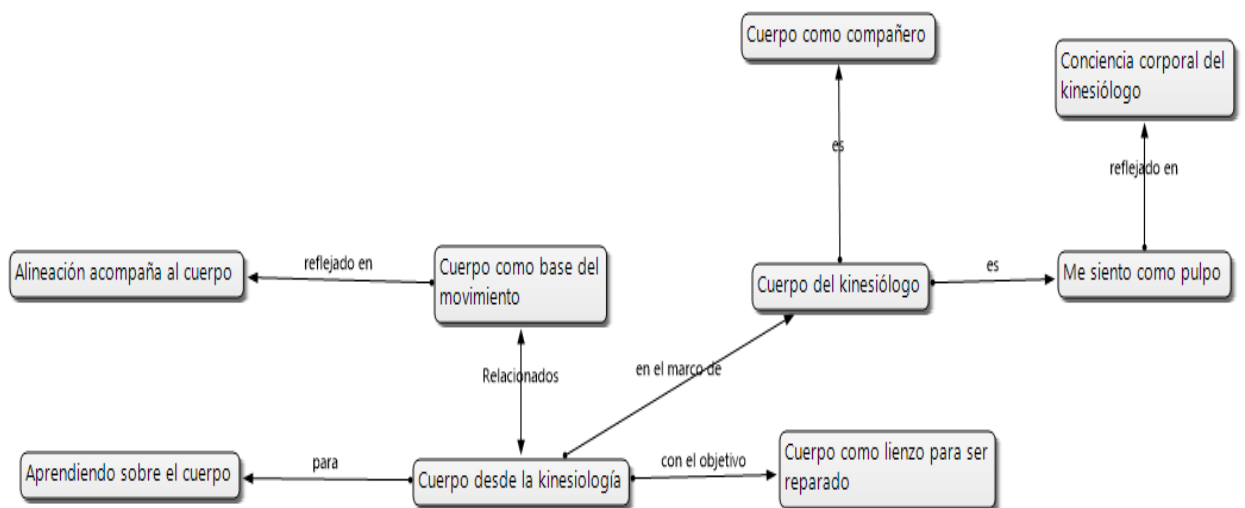 Cuerpo como compañero
Conciencia corporal del
kinesiólogo
es
reflejado en
Alineación acompaña al cuerpo
reflejado en
Cuerpo como base del
movimiento
Cuerpo del kinesiólogo
es
Me siento como pulpo
Relacionados
en el marco de
Aprendiendo sobre el cuerpo
para
Cuerpo desde la kinesiología
con el objetivo
Cuerpo como lienzo para ser
reparado